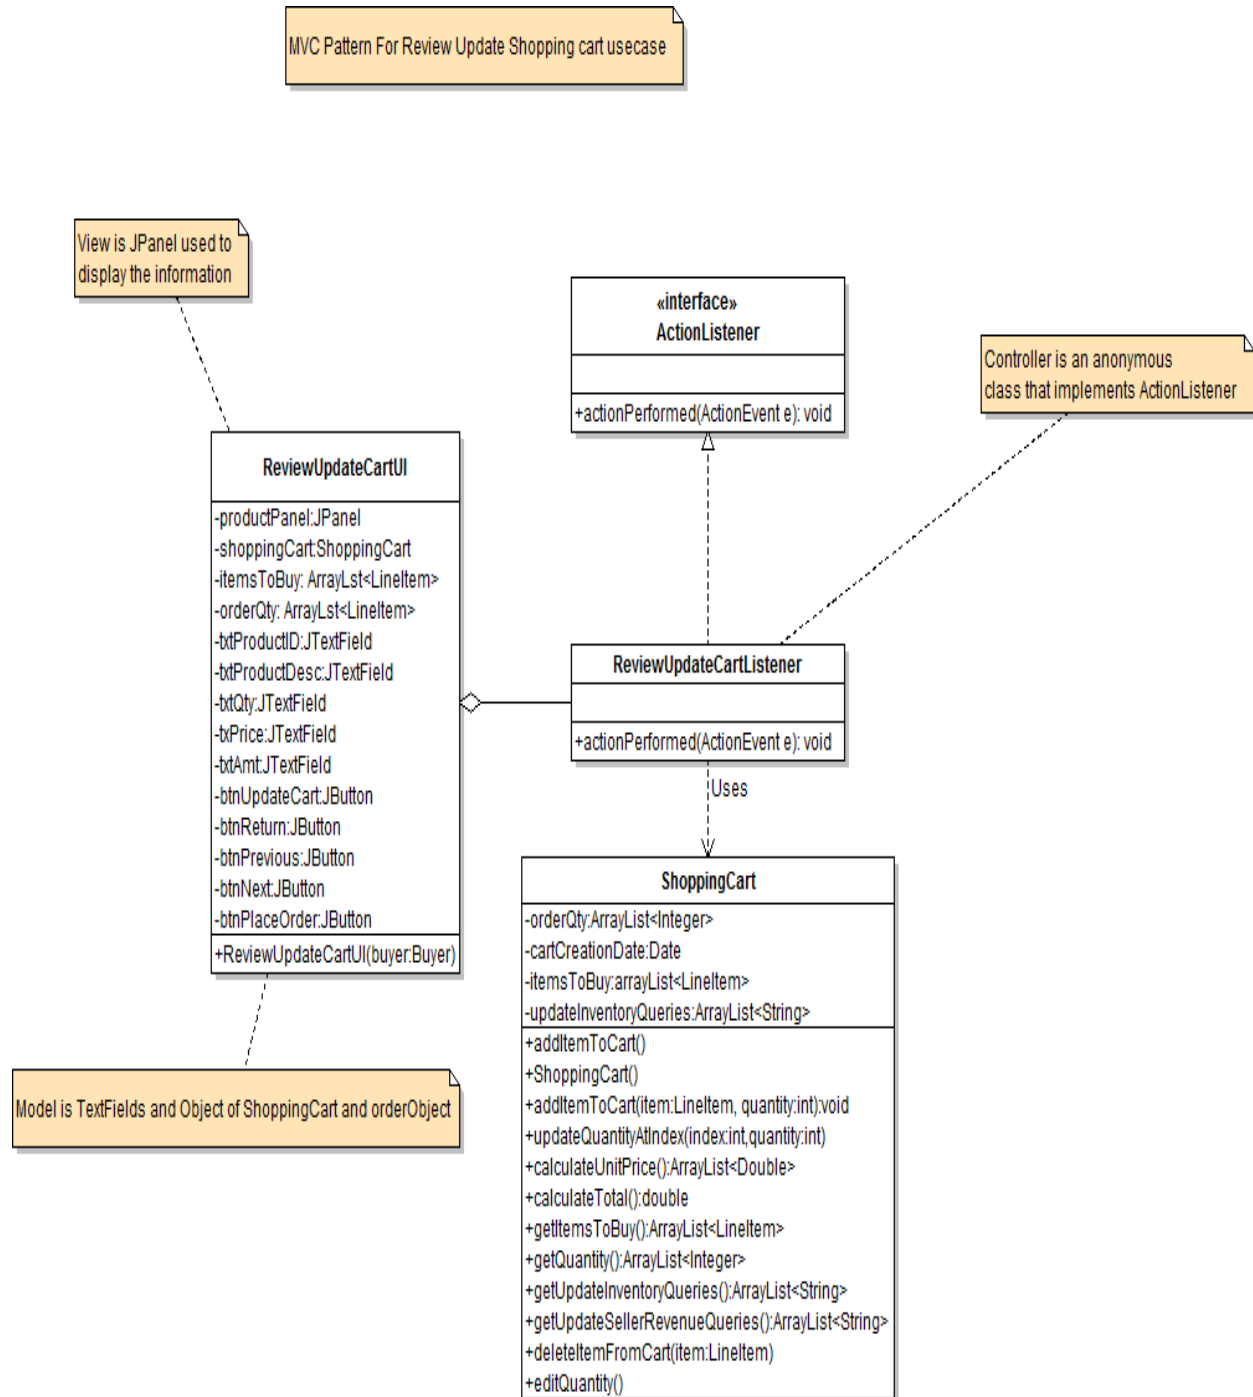 MVC Pattern For Review Update Shopping cart usecase
View is JPanel used to
display the information
«interface»
ActionListener
+actionPerformed(ActionEvent e): void
Controller is an anonymous
class that implements ActionListener
ReviewUpdateCartUI
-productPanel:JPanel
-shoppingCart:ShoppingCart
-itemsToBuy: ArrayLst<LineItem>
-orderQty: ArrayLst<LineItem>
-txtProductID:JTextField
-txtProductDesc:JTextField
-txtQty:JTextField
-txPrice:JTextField
-txtAmt:JTextField
-btnUpdateCart:JButton
-btnReturn:JButton
-btnPrevious:JButton
-btnNext:JButton
-btnPlaceOrder:JButton
+ReviewUpdateCartUI(buyer:Buyer)
ReviewUpdateCartListener
+actionPerformed(ActionEvent e): void
Uses
ShoppingCart
-orderQty:ArrayList<Integer>
-cartCreationDate:Date
-itemsToBuy:arrayList<LineItem>
-updateInventoryQueries:ArrayList<String>
+addItemToCart()
+ShoppingCart()
+addItemToCart(item:LineItem, quantity:int):void
+updateQuantityAtIndex(index:int,quantity:int)
+calculateUnitPrice():ArrayList<Double>
+calculateTotal():double
+getItemsToBuy():ArrayList<LineItem>
+getQuantity():ArrayList<Integer>
+getUpdateInventoryQueries():ArrayList<String>
+getUpdateSellerRevenueQueries():ArrayList<String>
+deleteItemFromCart(item:LineItem)
+editQuantity()
Model is TextFields and Object of ShoppingCart and orderObject